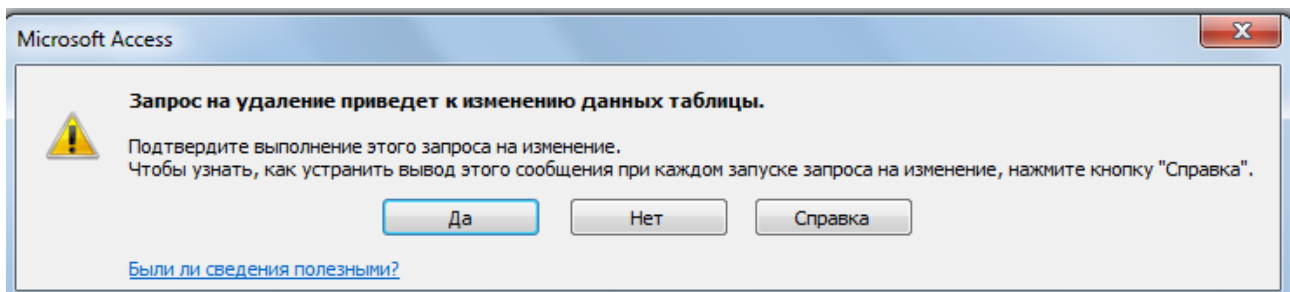 Microsoft Access
Запрос на удаление приведет к изменению данных таблицы.
Подтвердите выполнение этого запроса на изменение.
Чтобы узнать, как устранить вывод этого сообщения при каждом запуске запроса на изменение, нажмите кнопку "Справка".
Да Нет Справка
Были ли сведения полезными?